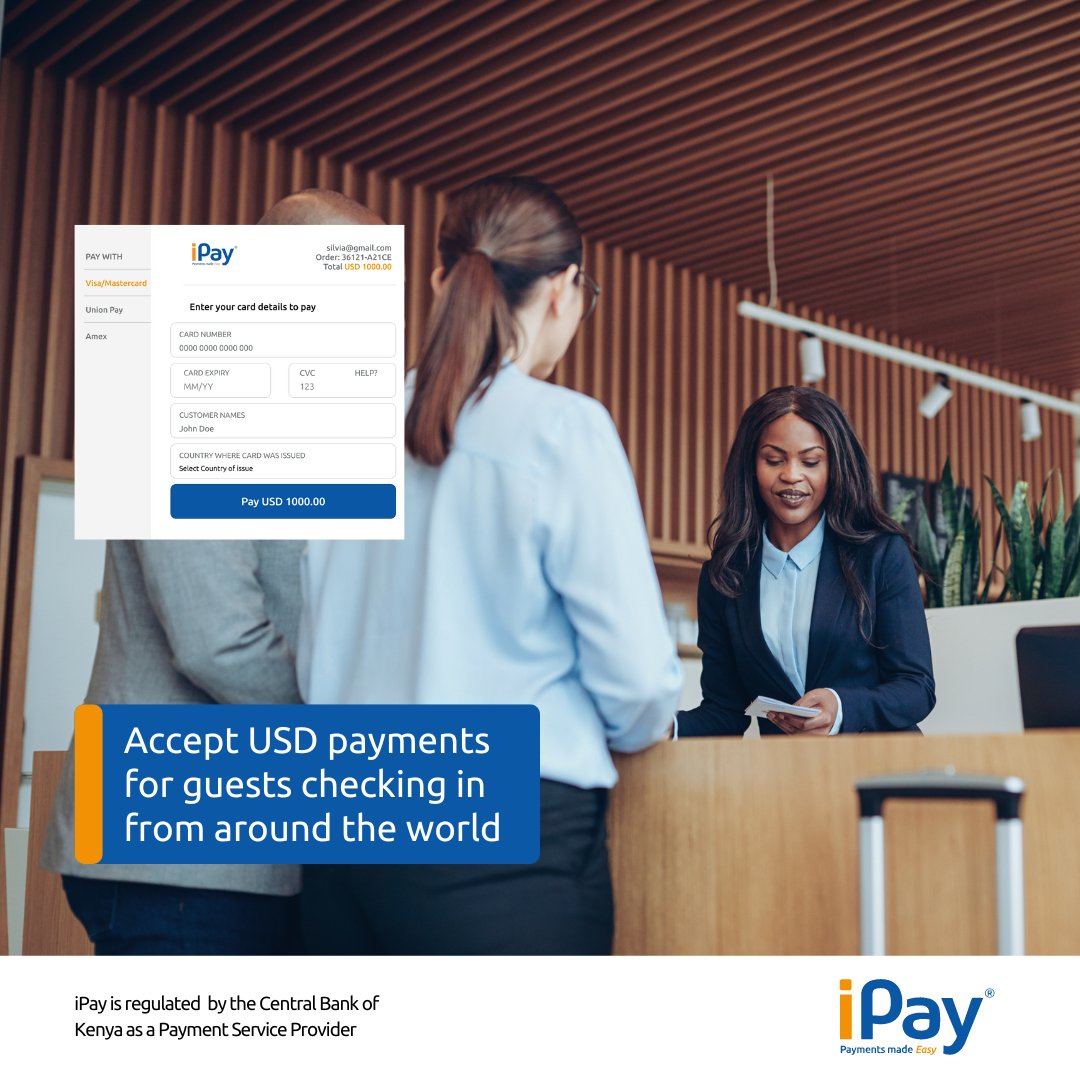 PAY WITH
Visa/Mastercard
Union Pay
Amex
iPay®
Payments made Easy
silvia@gmail.com
Order: 36121-A21CE
Total USD 1000.00
Enter your card details to pay
CARD NUMBER
0000 0000 0000 000
CARD EXPIRY
MM/YY
CVC HELP?
123
CUSTOMER NAMES
John Doe
COUNTRY WHERE CARD WAS ISSUED
Select Country of issue
Pay USD 1000.00
Accept USD payments
for guests checking in
from around the world
iPay is regulated by the Central Bank of
Kenya as a Payment Service Provider
iPay®
Payments made Easy